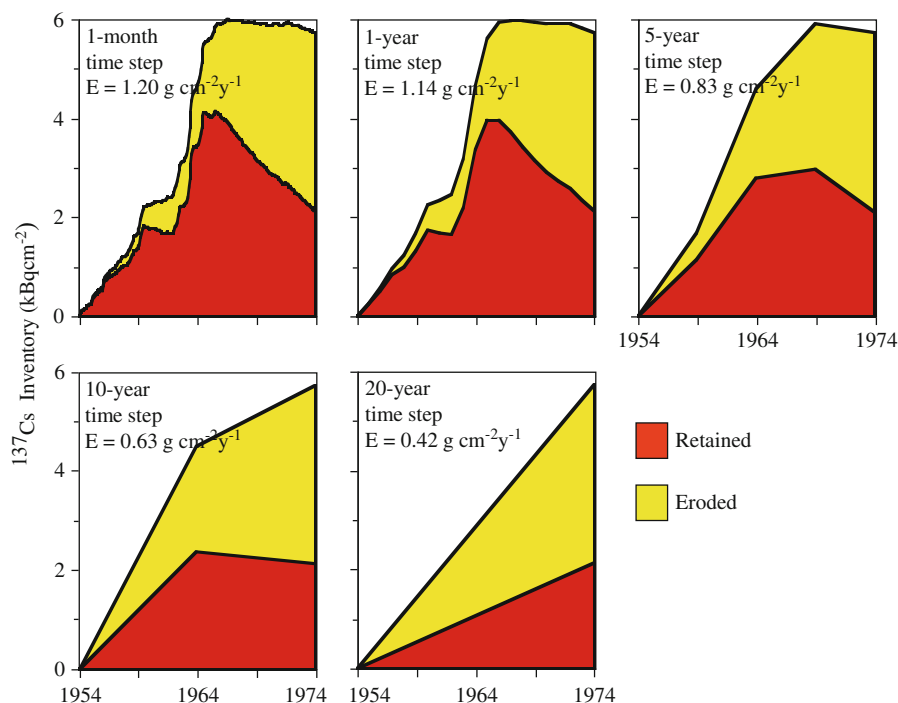 6
4
2
0
1-month
time step
E = 1.20 g cm⁻²y⁻¹
1-year
time step
E = 1.14 g cm⁻²y⁻¹
5-year
time step
E = 0.83 g cm⁻²y⁻¹
1954 1964 1974
¹³⁷Cs Inventory (kBqcm⁻²)
6
4
2
0
10-year
time step
E = 0.63 g cm⁻²y⁻¹
20-year
time step
E = 0.42 g cm⁻²y⁻¹
Retained
Eroded
1954 1964 1974
1954 1964 1974